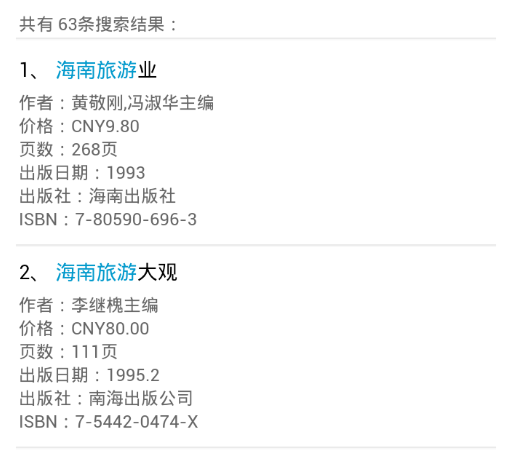 共有 63条搜索结果：
1、 海南旅游业
作者：黄敬刚,冯淑华主编
价格：CNY9.80
页数：268页
出版日期：1993
出版社：海南出版社
ISBN：7-80590-696-3
2、 海南旅游大观
作者：李继槐主编
价格：CNY80.00
页数：111页
出版日期：1995.2
出版社：南海出版公司
ISBN：7-5442-0474-X